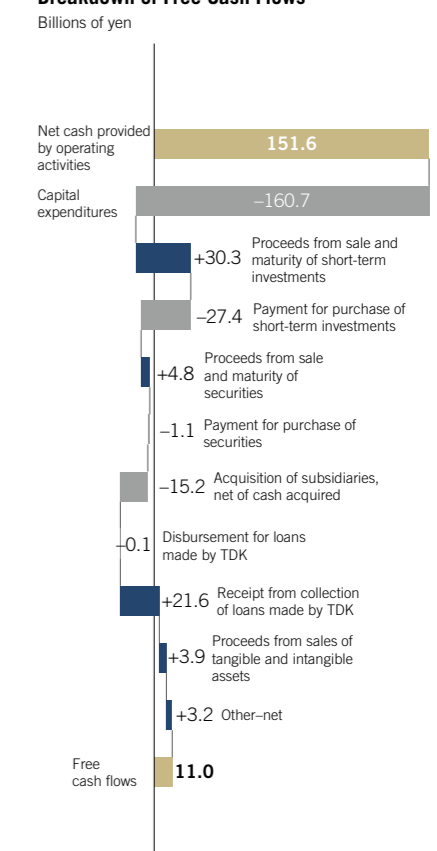 Breakdown of Free Cash Flows
Billions of yen
Net cash provided
by operating
activities
151.6
Capital
expenditures
–160.7
+30.3
Proceeds from sale and
maturity of short-term
investments
–27.4
Payment for purchase of
short-term investments
+4.8
Proceeds from sale
and maturity of
securities
–1.1
Payment for purchase of
securities
–15.2
Acquisition of subsidiaries,
net of cash acquired
–0.1
Disbursement for loans
made by TDK
+21.6
Receipt from collection
of loans made by TDK
+3.9
Proceeds from sales of
tangible and intangible
assets
+3.2 Other–net
Free
cash flows
11.0